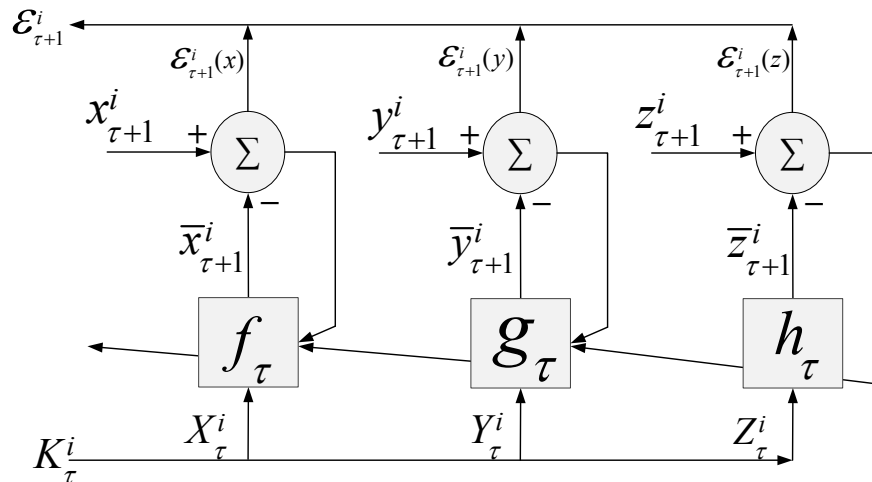 ε^i_{τ+1}
ε^i_{τ+1}(x) ε^i_{τ+1}(y) ε^i_{τ+1}(z)
x^i_{τ+1} + Σ − y^i_{τ+1} + Σ − z^i_{τ+1} + Σ −
x̅^i_{τ+1} y̅^i_{τ+1} z̅^i_{τ+1}
f_τ g_τ h_τ
K^i_τ X^i_τ Y^i_τ Z^i_τ